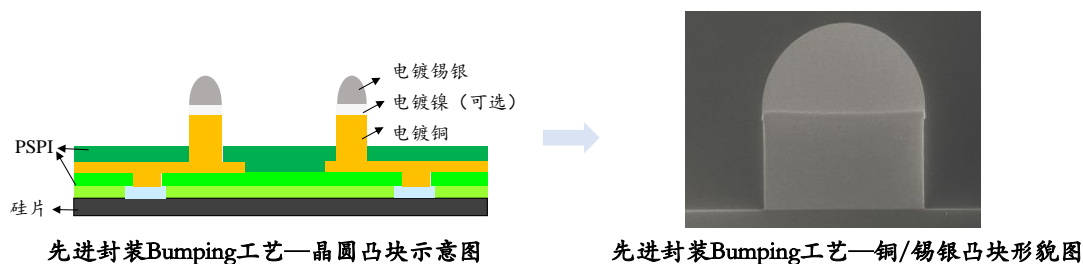 电镀锡银
电镀镍（可选）
电镀铜
PSPI
硅片
先进封装Bumping工艺—晶圆凸块示意图
先进封装Bumping工艺—铜/锡银凸块形貌图